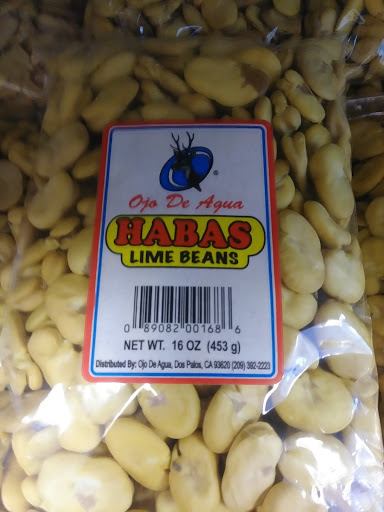 ®
Ojo De Agua
HABAS
LIME BEANS
0 89082 00168 6
NET WT. 16 OZ (453 g)
Distributed By: Ojo De Agua, Dos Palos, CA 93620 (209) 392-2223